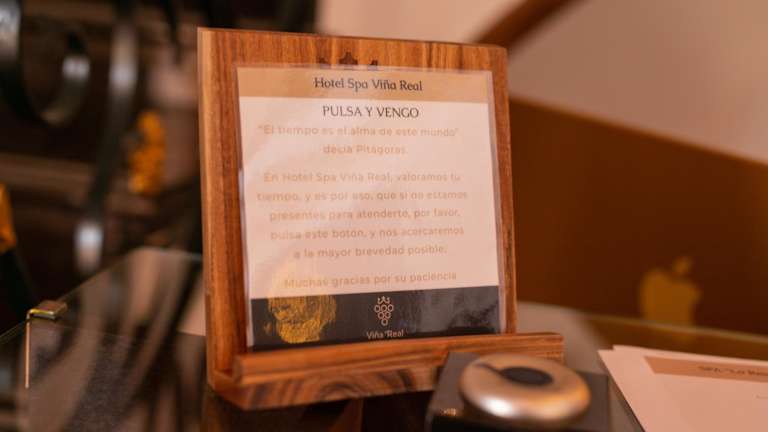 Hotel Spa Viña Real
PULSA Y VENGO
"El tiempo es el alma de este mundo"
decía Pitágoras.
En Hotel Spa Viña Real, valoramos tu
tiempo, y es por eso, que si no estamos
presentes para atenderte, por favor,
pulsa este botón, y nos acercaremos
a la mayor brevedad posible.
Muchas gracias por su paciencia
Viña Real
SPA "Lo